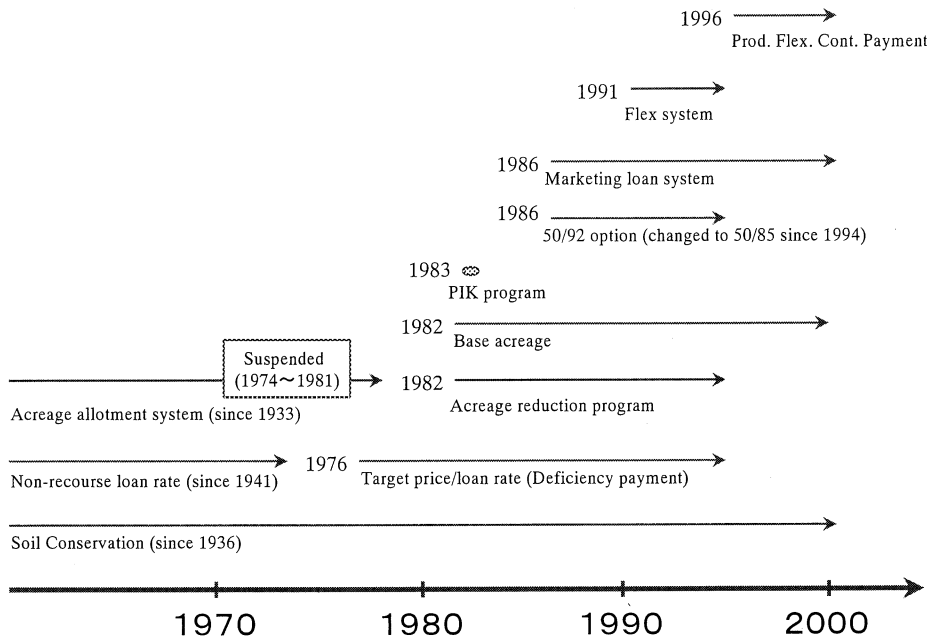 1996
Prod. Flex. Cont. Payment
1991
Flex system
1986
Marketing loan system
1986
50/92 option (changed to 50/85 since 1994)
1983
PIK program
1982
Base acreage
Suspended
(1974～1981)
1982
Acreage reduction program
Acreage allotment system (since 1933)
1976
Non-recourse loan rate (since 1941)
Target price/loan rate (Deficiency payment)
Soil Conservation (since 1936)
1970 1980 1990 2000